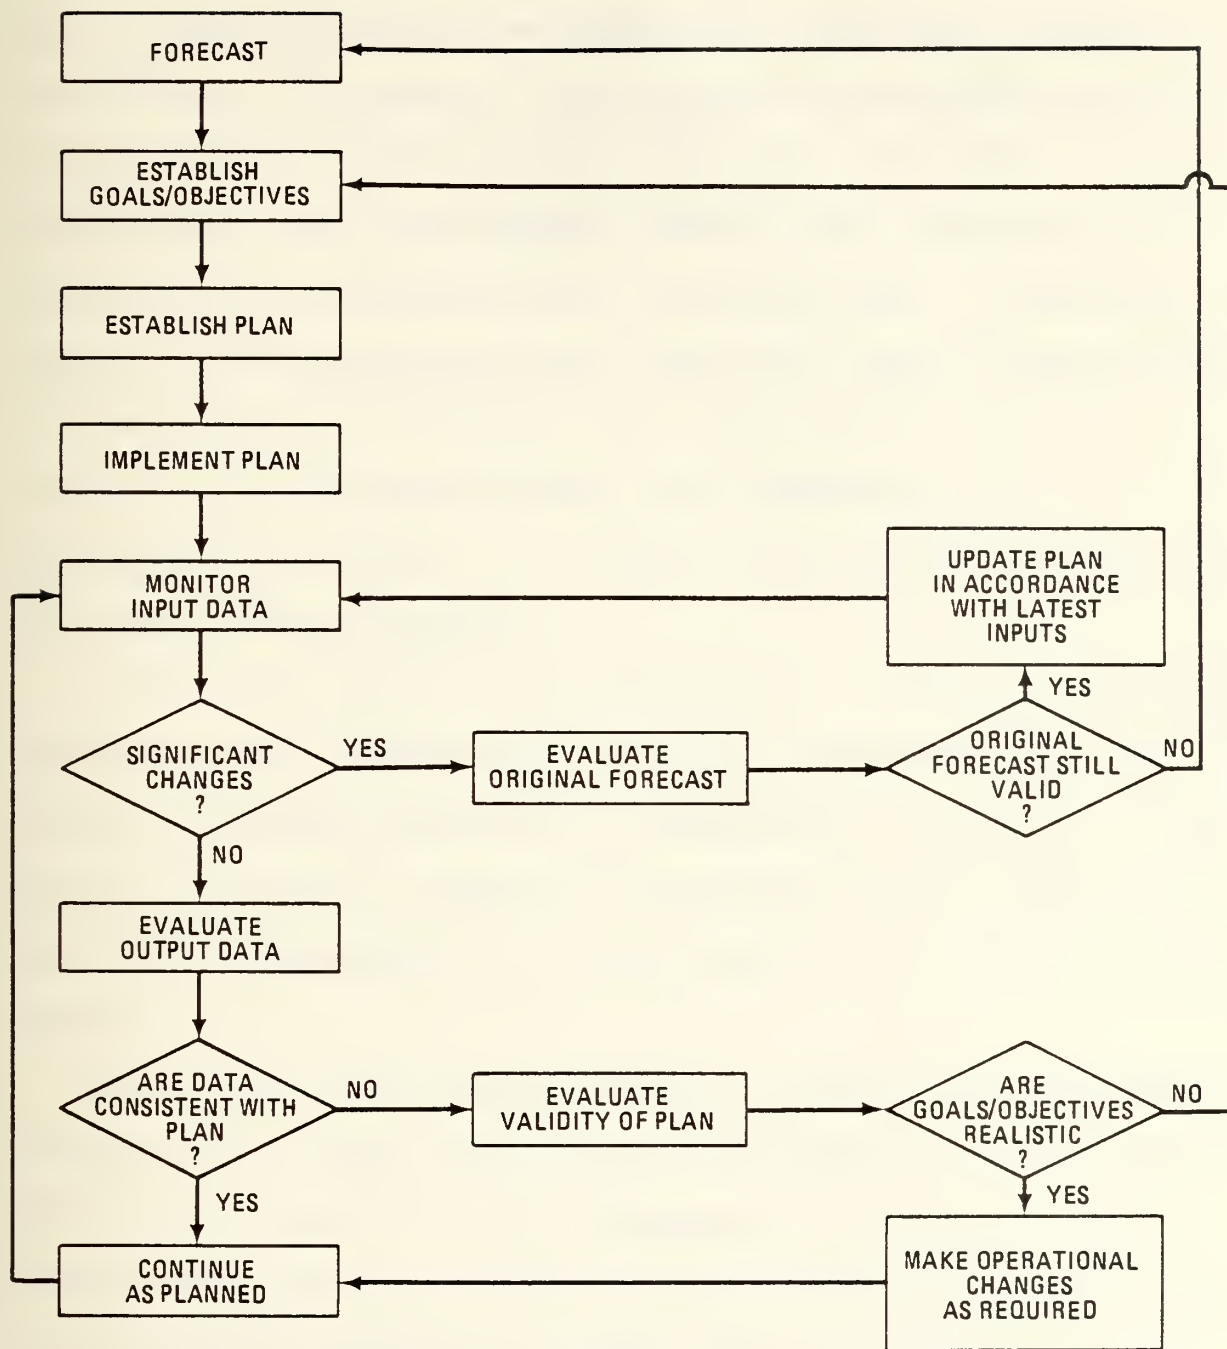 FORECAST
ESTABLISH
GOALS/OBJECTIVES
ESTABLISH PLAN
IMPLEMENT PLAN
MONITOR
INPUT DATA
UPDATE PLAN
IN ACCORDANCE
WITH LATEST
INPUTS
YES
SIGNIFICANT
CHANGES
?
YES
EVALUATE
ORIGINAL FORECAST
ORIGINAL
FORECAST STILL
VALID
?
NO
NO
EVALUATE
OUTPUT DATA
ARE DATA
CONSISTENT WITH
PLAN
?
NO
EVALUATE
VALIDITY OF PLAN
ARE
GOALS/OBJECTIVES
REALISTIC
?
NO
YES
YES
CONTINUE
AS PLANNED
MAKE OPERATIONAL
CHANGES
AS REQUIRED